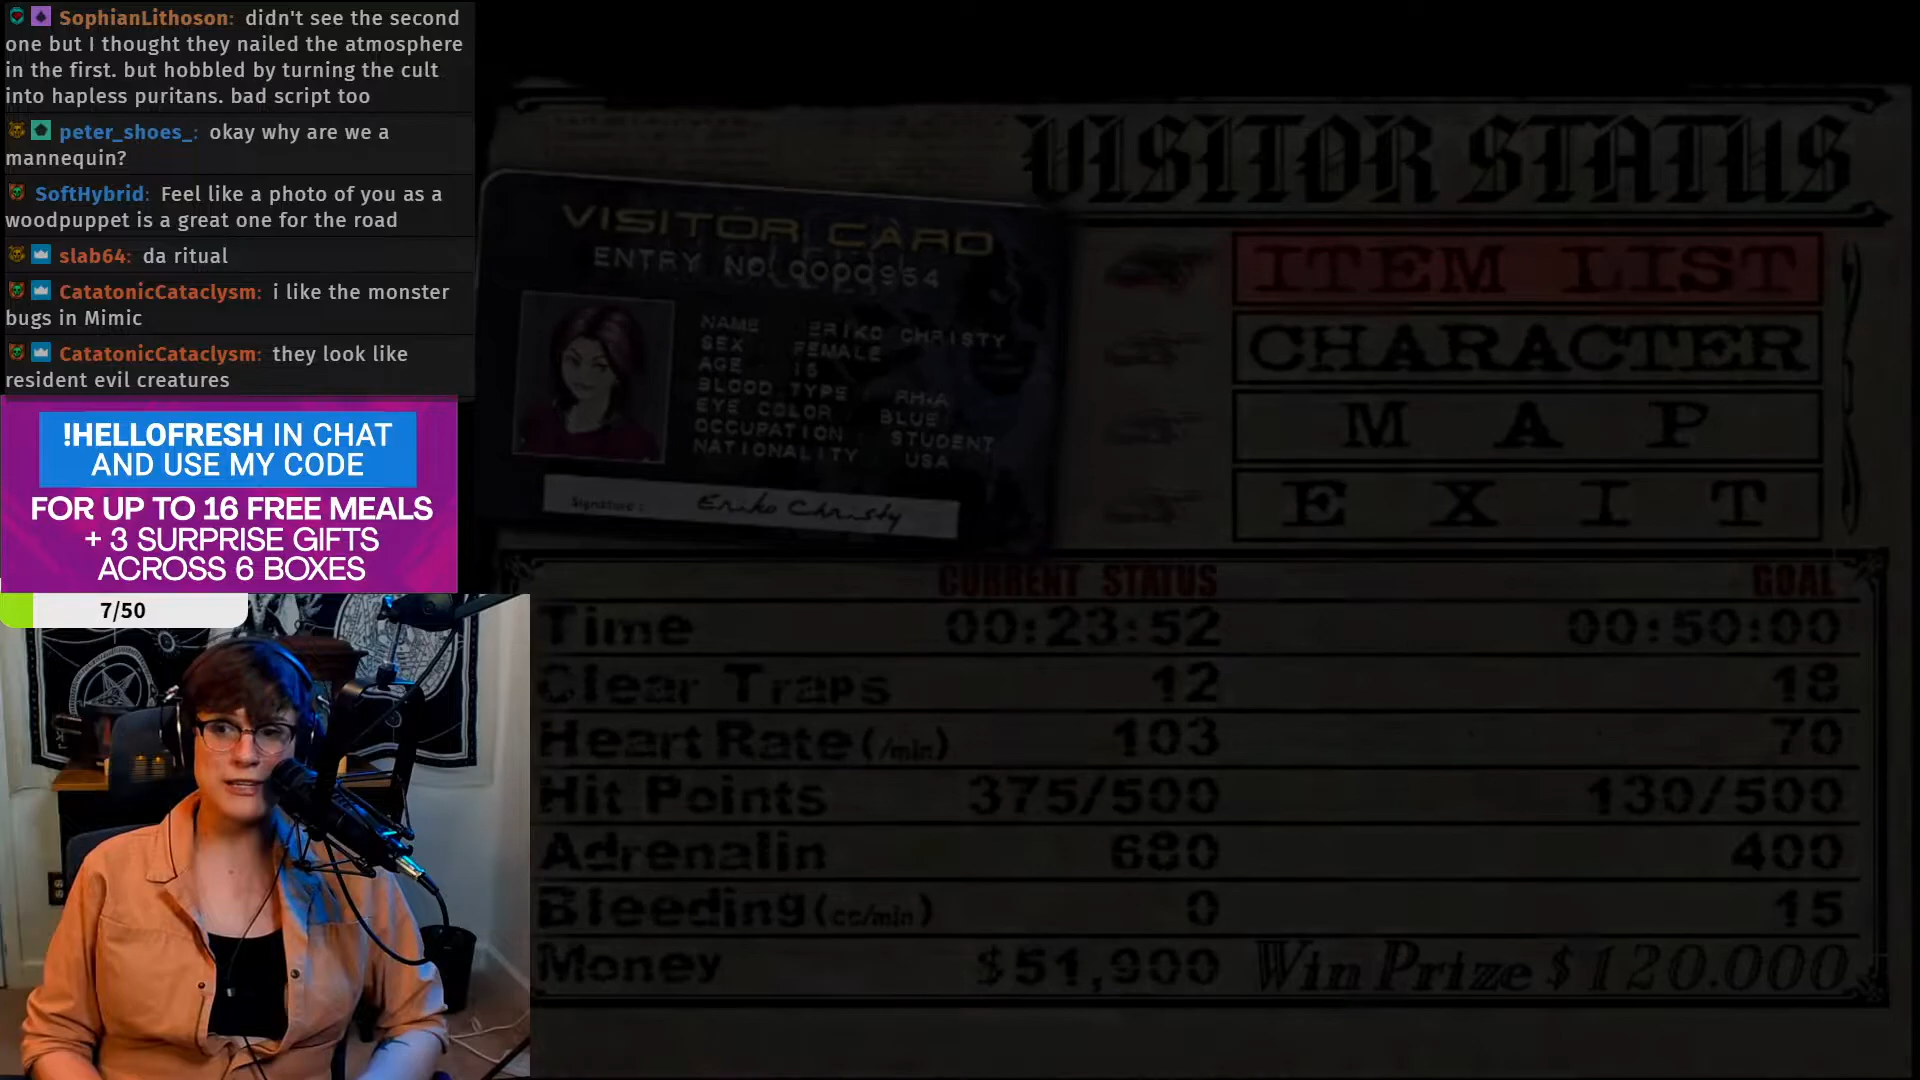 SophianLithoson: didn't see the second
one but I thought they nailed the atmosphere
in the first. but hobbled by turning the cult
into hapless puritans. bad script too
peter_shoes_: okay why are we a
mannequin?
SoftHybrid: Feel like a photo of you as a
woodpuppet is a great one for the road
slab64: da ritual
CatatonicCataclysm: i like the monster
bugs in Mimic
CatatonicCataclysm: they look like
resident evil creatures
!HELLOFRESH IN CHAT
AND USE MY CODE
FOR UP TO 16 FREE MEALS
+ 3 SURPRISE GIFTS
ACROSS 6 BOXES
7/50
VISITOR STATUS
VISITOR CARD
ENTRY NO. 0000964
NAME : ERIKO CHRISTY
SEX : FEMALE
AGE : 16
BLOOD TYPE : RH+A
EYE COLOR : BLUE
OCCUPATION : STUDENT
NATIONALITY : USA
Signature: Eriko Christy
ITEM LIST
CHARACTER
MAP
EXIT
CURRENT STATUS GOAL
Time 00:23:52 00:50:00
Clear Traps 12 18
Heart Rate (/min) 103 70
Hit Points 375/500 130/500
Adrenalin 680 400
Bleeding (cc/min) 0 15
Money $51,900 Win Prize $120.000